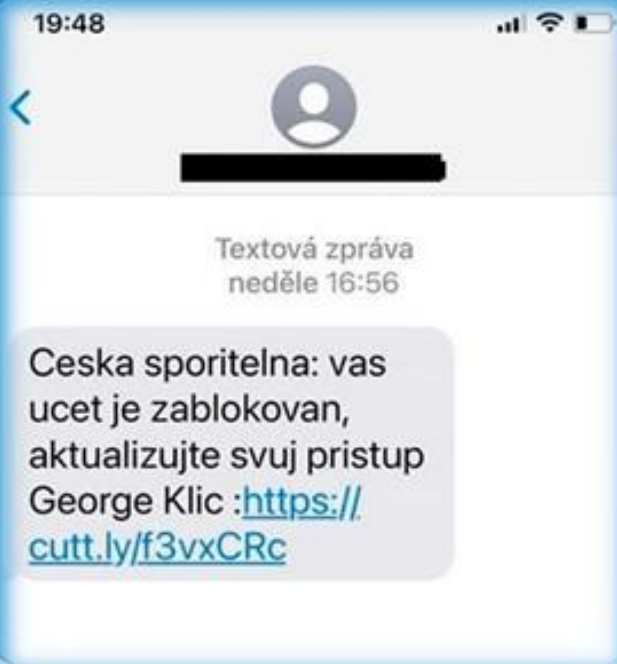 19:48
Textová zpráva
neděle 16:56
Ceska sporitelna: vas
ucet je zablokovan,
aktualizujte svuj pristup
George Klic :https://
cutt.ly/f3vxCRc